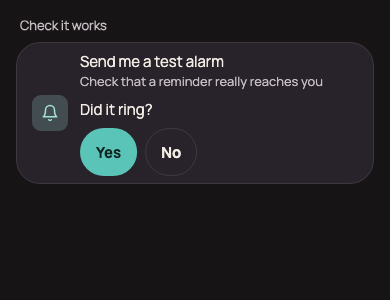 Check it works
Send me a test alarm
Check that a reminder really reaches you
Did it ring?
Yes
No